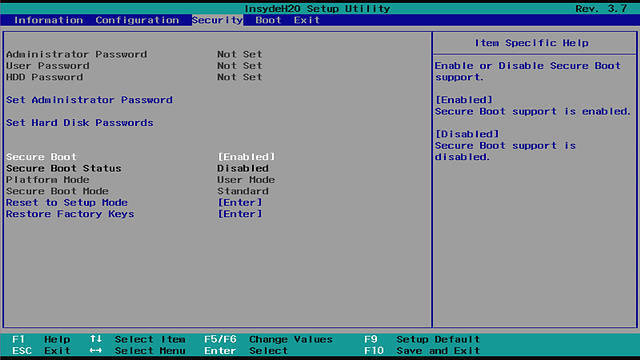 InsydeH2O Setup Utility Rev. 3.7
Information Configuration Security Boot Exit
Item Specific Help
Administrator Password Not Set
User Password Not Set
HDD Password Not Set
Set Administrator Password
Set Hard Disk Passwords
Secure Boot [Enabled]
Secure Boot Status Disabled
Platform Mode User Mode
Secure Boot Mode Standard
Reset to Setup Mode [Enter]
Restore Factory Keys [Enter]
Enable or Disable Secure Boot
support.
[Enabled]
Secure Boot support is enabled.
[Disabled]
Secure Boot support is
disabled.
F1 Help ↑↓ Select Item F5/F6 Change Values F9 Setup Default
ESC Exit ↔ Select Menu Enter Select F10 Save and Exit